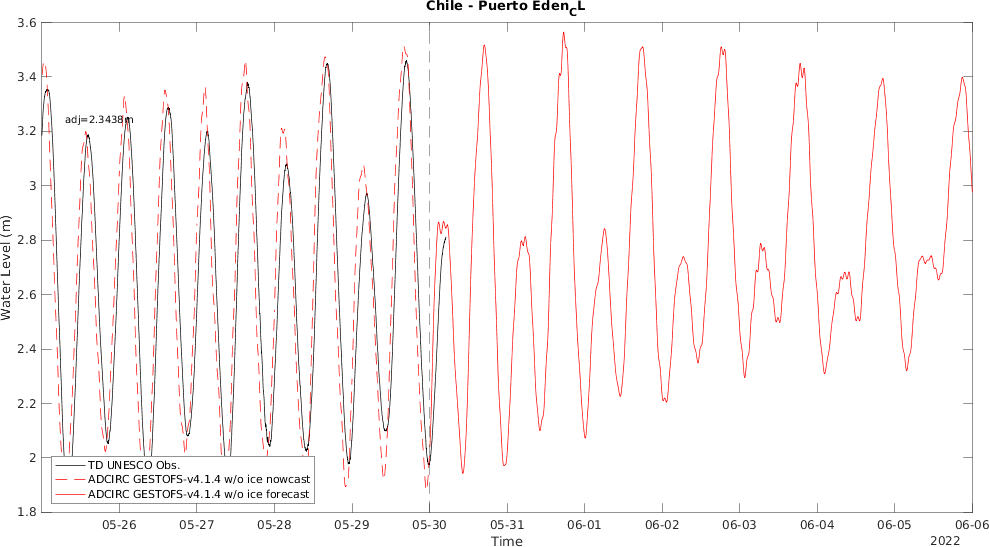 Chile - Puerto Eden_CL
3.6
3.4
3.2
3
2.8
2.6
2.4
2.2
2
1.8
Water Level (m)
adj=2.3438 m
TD UNESCO Obs.
ADCIRC GESTOFS-v4.1.4 w/o ice nowcast
ADCIRC GESTOFS-v4.1.4 w/o ice forecast
05-26 05-27 05-28 05-29 05-30 05-31 06-01 06-02 06-03 06-04 06-05 06-06
Time
2022